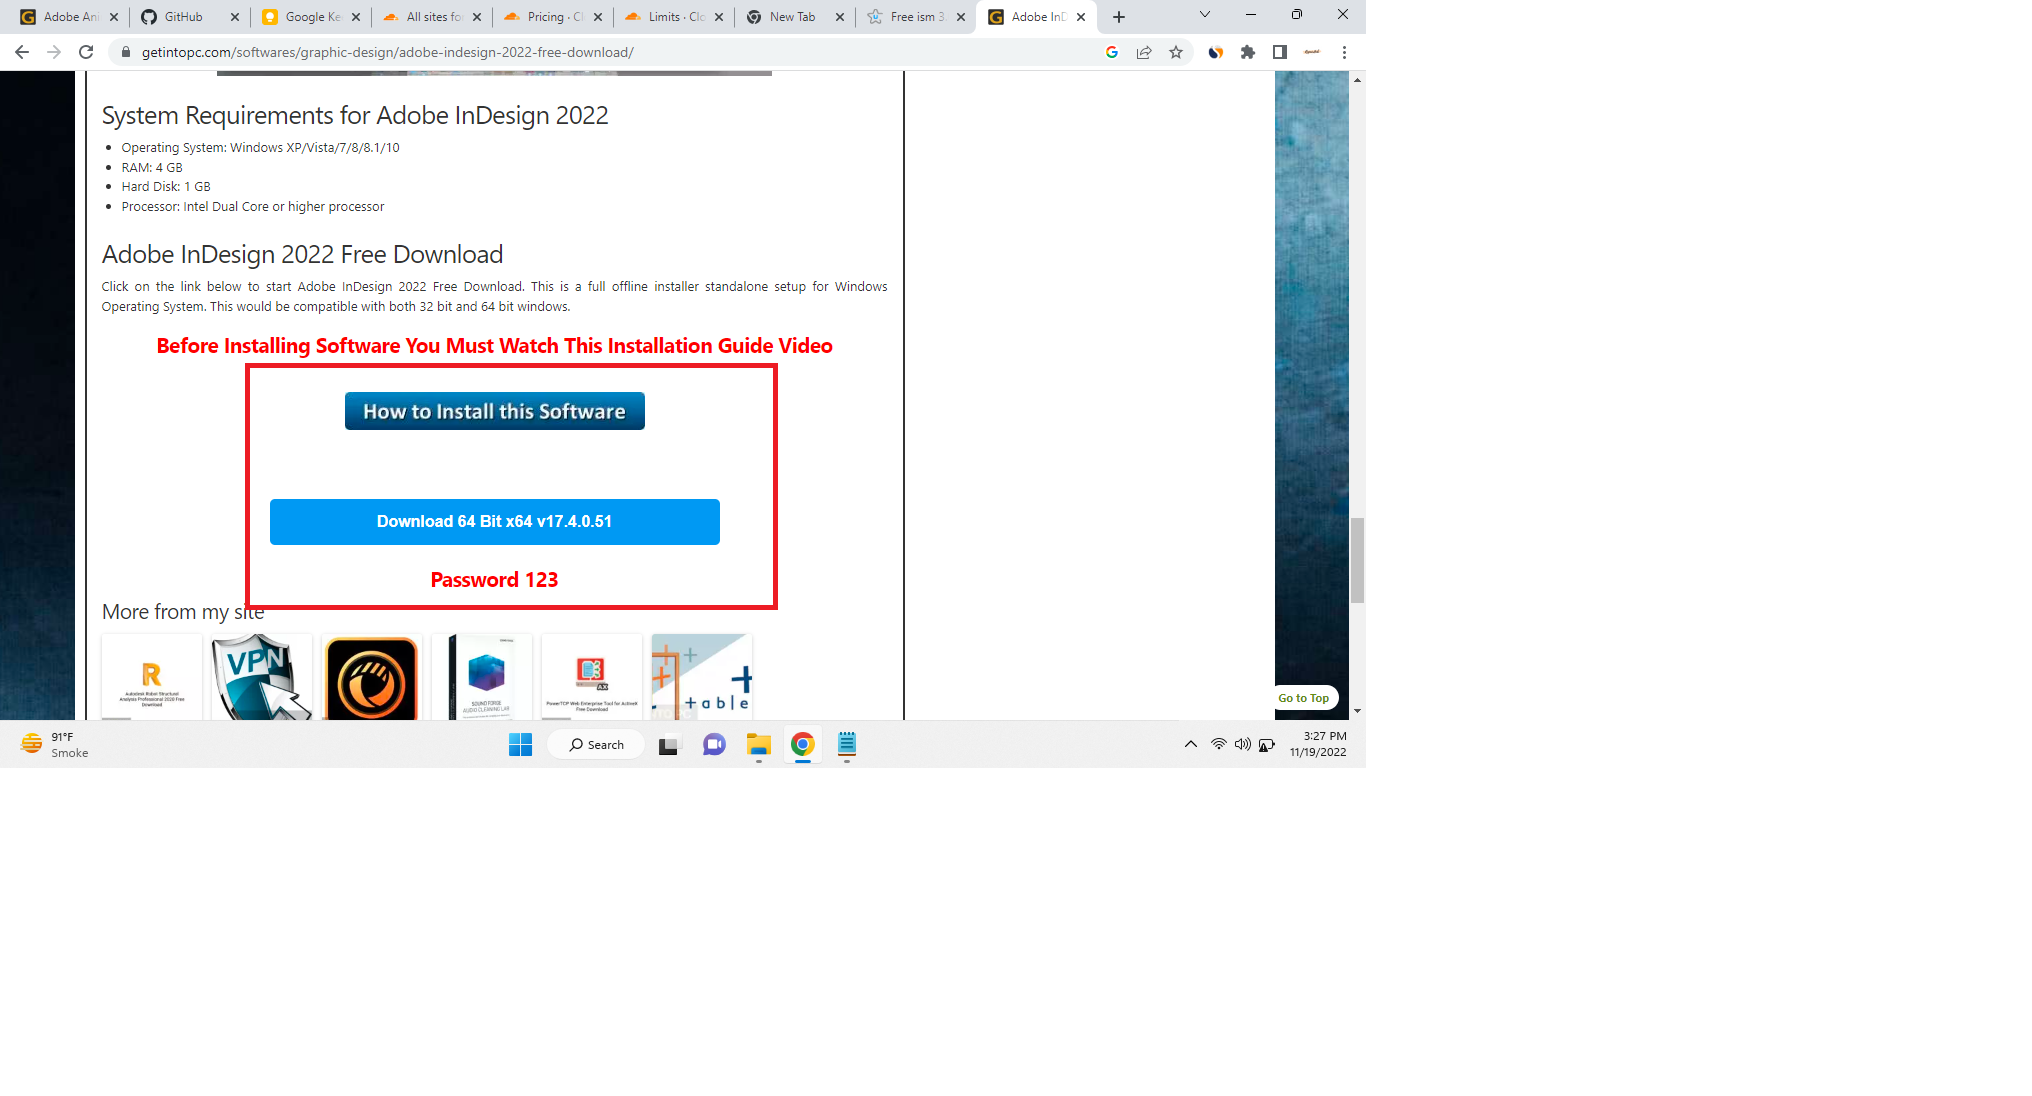 Adobe Ani
GitHub
Google Ke
All sites fo
Pricing · Cl
Limits · Clo
New Tab
Free ism 3.
Adobe InD
getintopc.com/softwares/graphic-design/adobe-indesign-2022-free-download/
System Requirements for Adobe InDesign 2022
Operating System: Windows XP/Vista/7/8/8.1/10
RAM: 4 GB
Hard Disk: 1 GB
Processor: Intel Dual Core or higher processor
Adobe InDesign 2022 Free Download
Click on the link below to start Adobe InDesign 2022 Free Download. This is a full offline installer standalone setup for Windows
Operating System. This would be compatible with both 32 bit and 64 bit windows.
Before Installing Software You Must Watch This Installation Guide Video
How to Install this Software
Download 64 Bit x64 v17.4.0.51
Password 123
More from my site
R
Autodesk Robot Structural
Analysis Professional 2020 Free
Download
VPN
SOUND FORGE
AUDIO CLEANING LAB
AX
PowerTCP Web Enterprise Tool for ActiveX
Free Download
+able
Go to Top
91°F
Smoke
Search
3:27 PM
11/19/2022